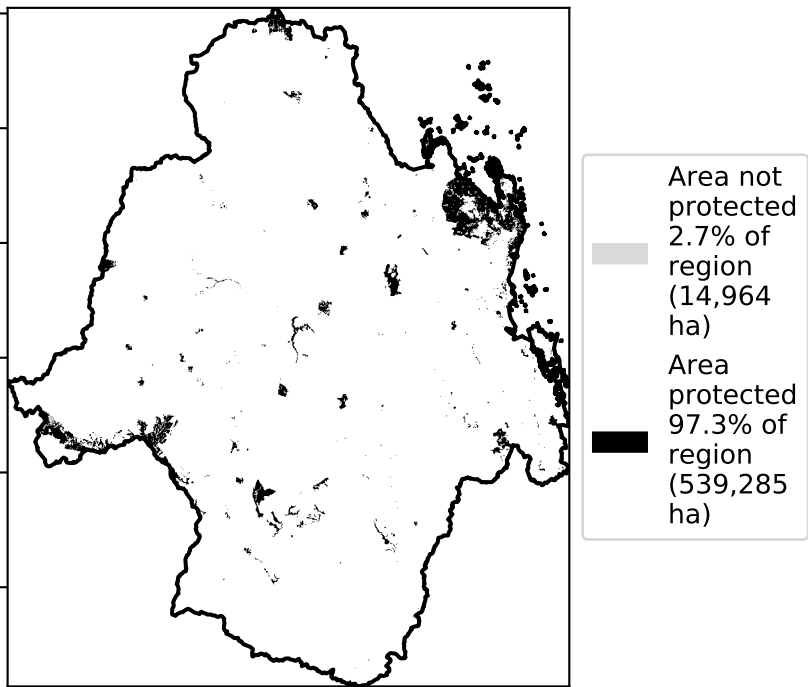 Area not
protected
2.7% of
region
(14,964
ha)
Area
protected
97.3% of
region
(539,285
ha)